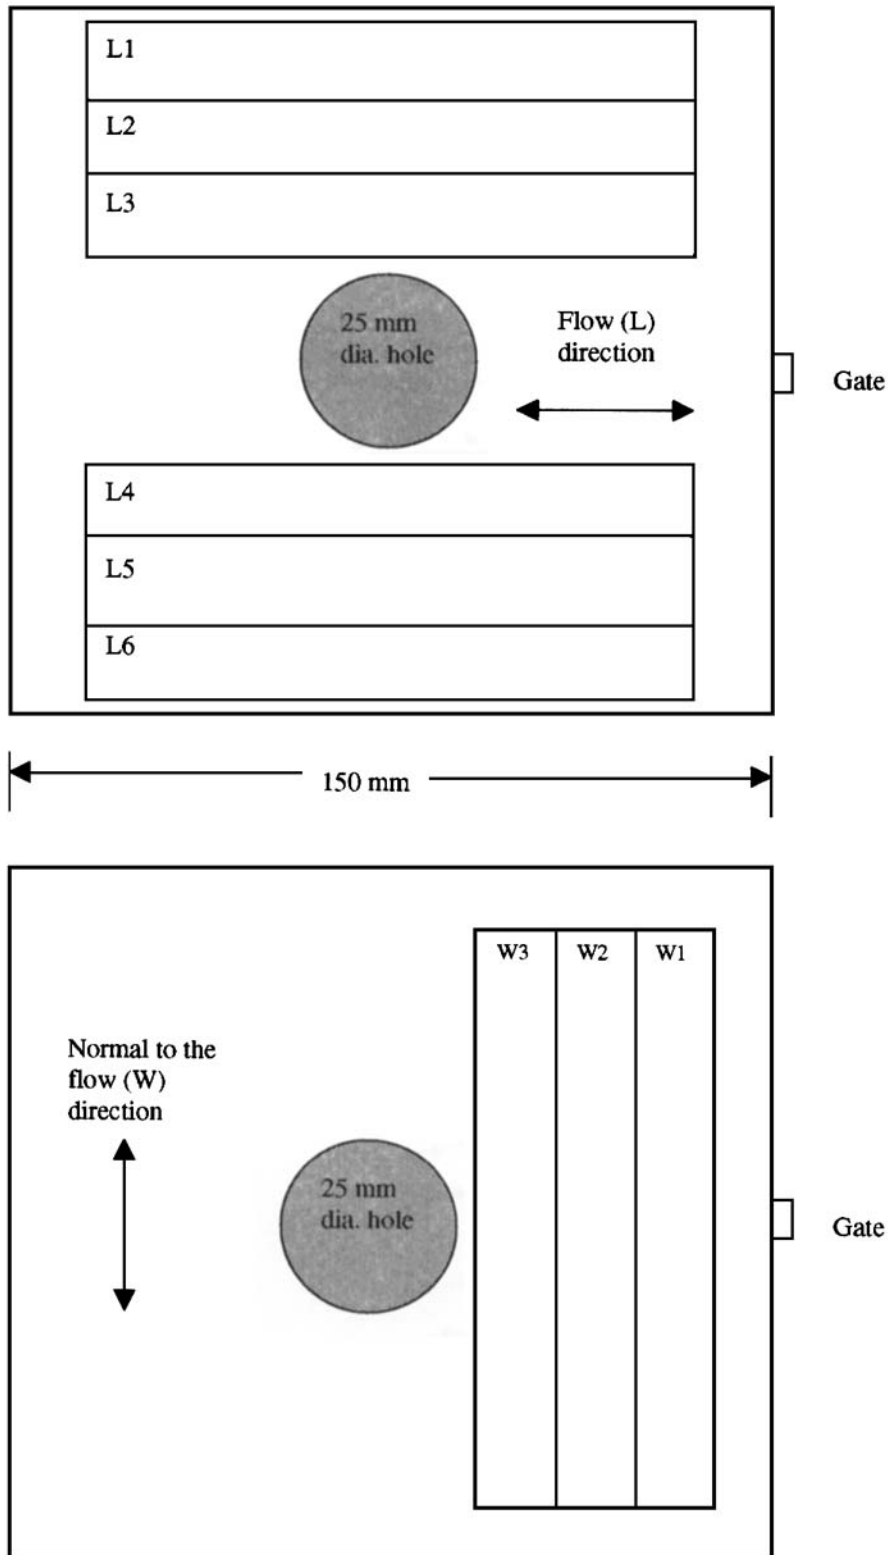 L1
L2
L3
25 mm
dia. hole
Flow (L)
direction
Gate
L4
L5
L6
150 mm
W3 W2 W1
Normal to the
flow (W)
direction
25 mm
dia. hole
Gate